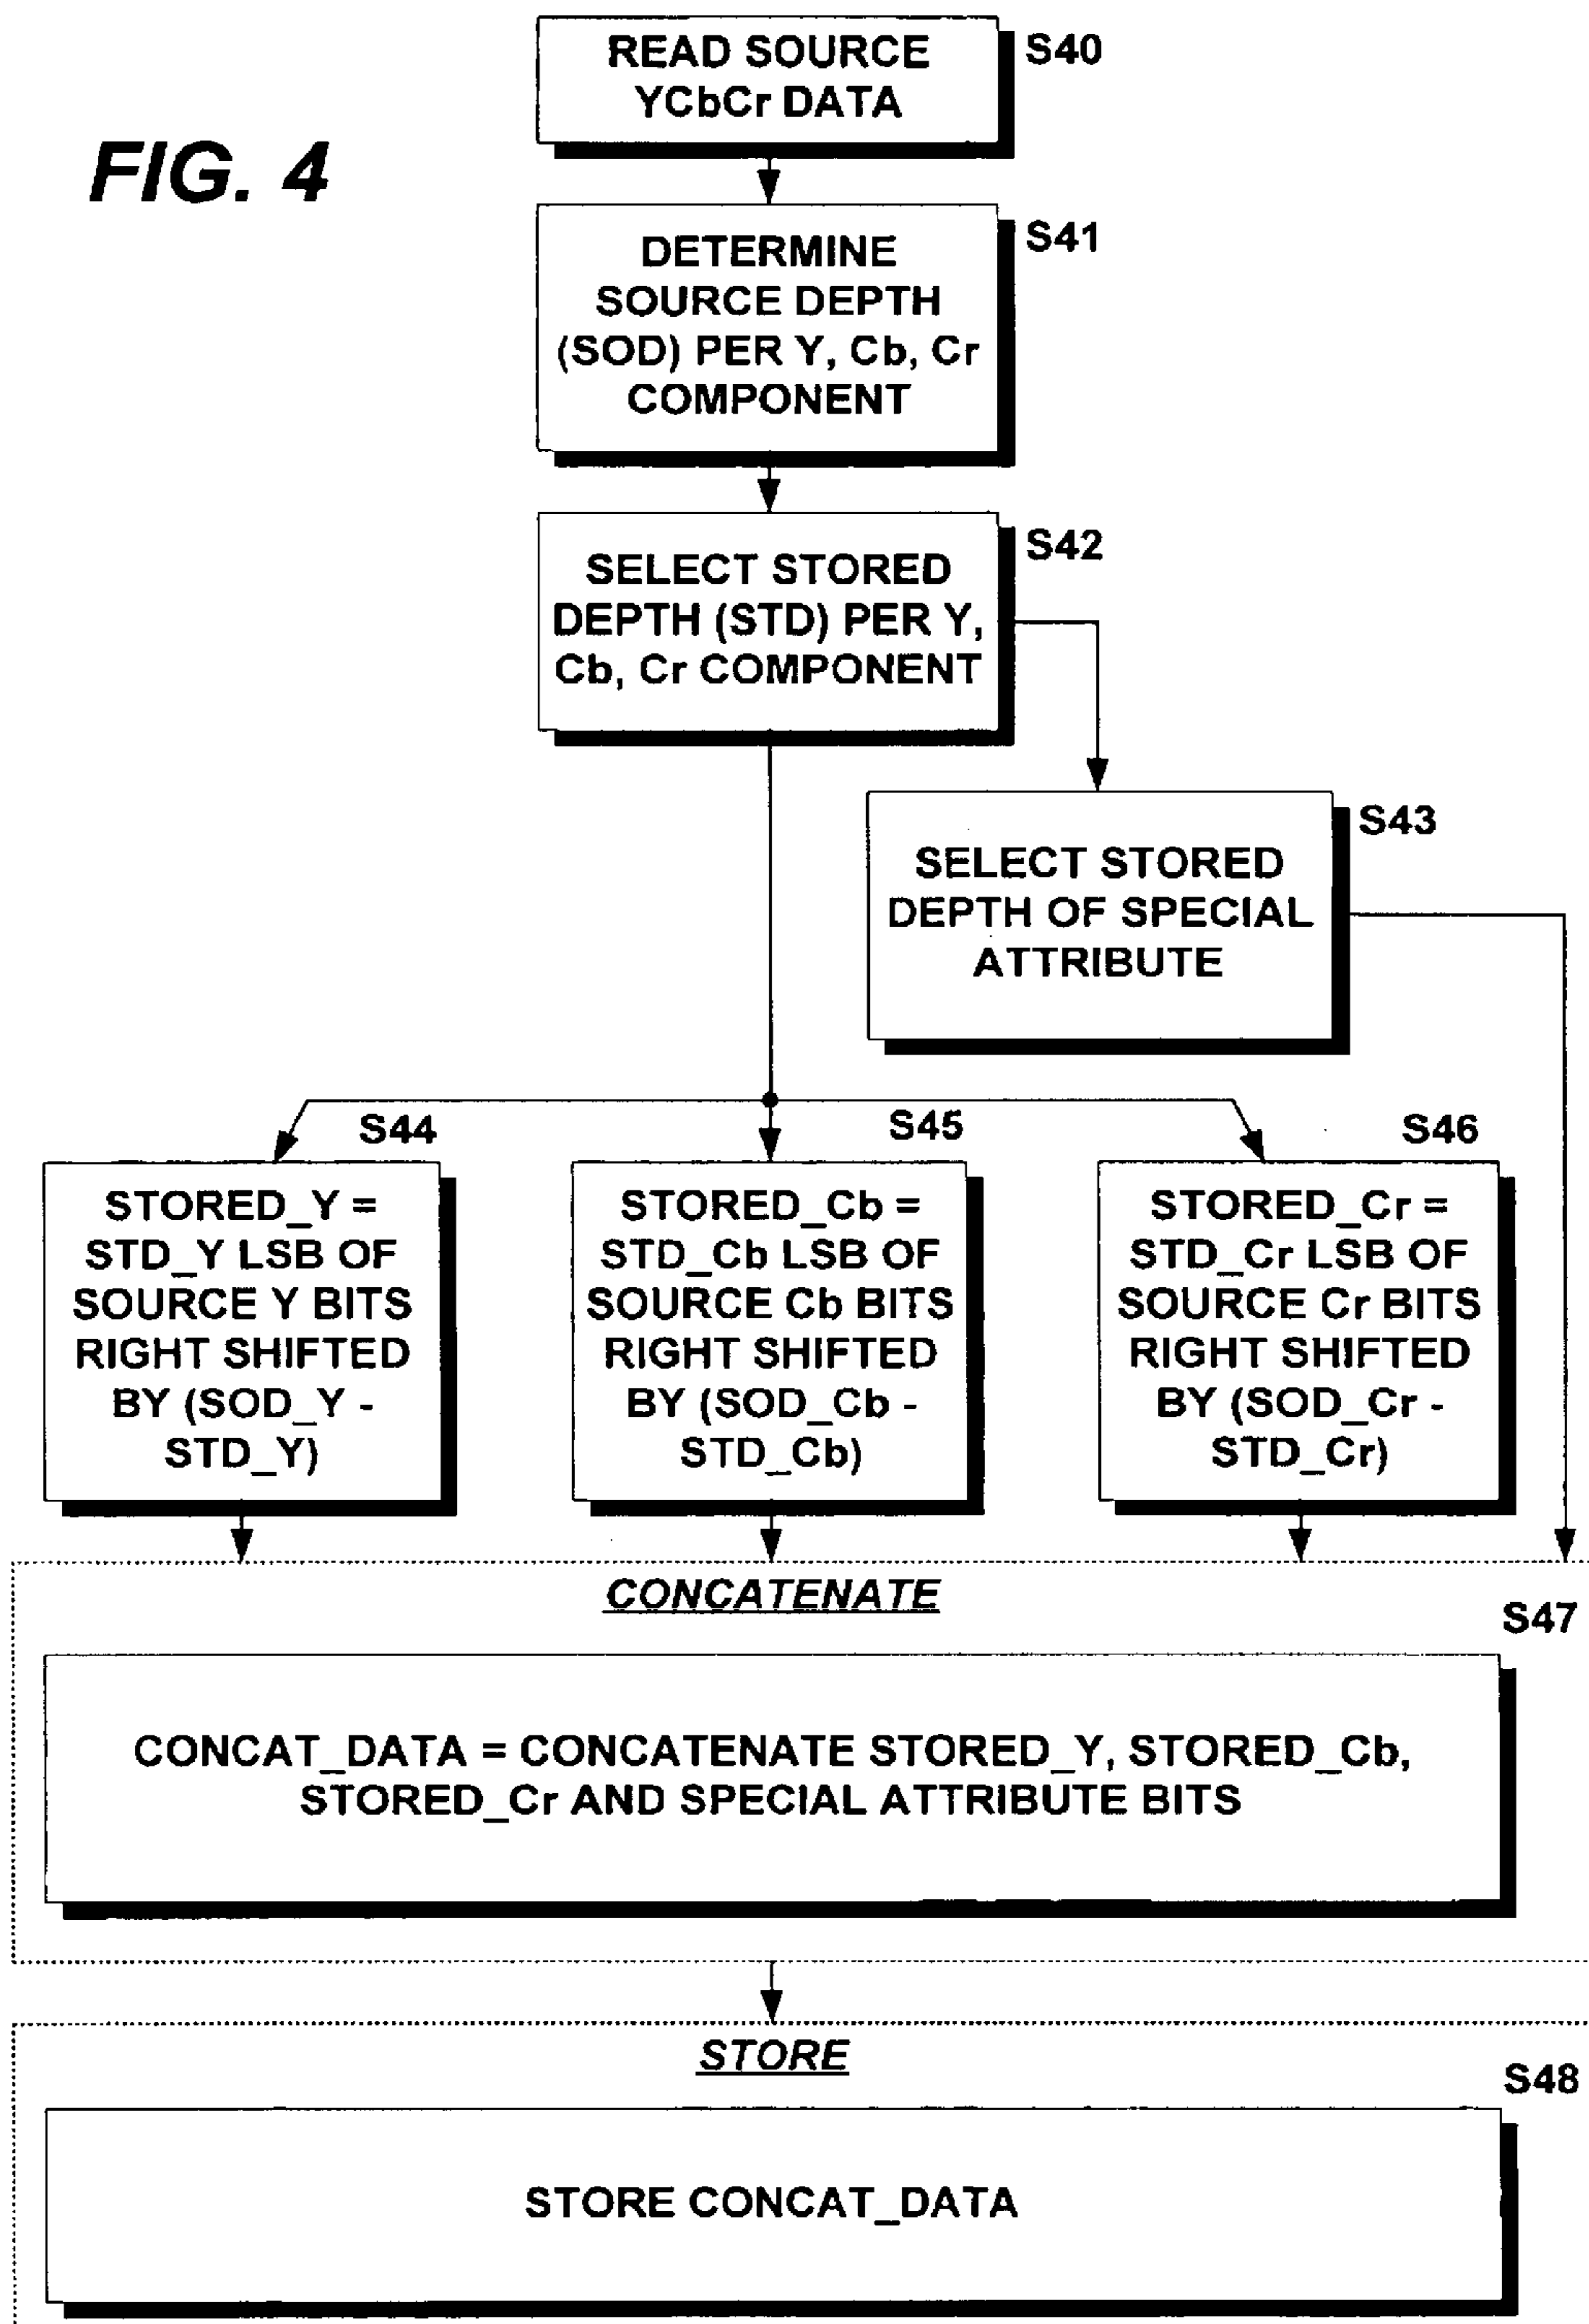 FIG. 4
READ SOURCE
YCbCr DATA
S40
DETERMINE
SOURCE DEPTH
(SOD) PER Y, Cb, Cr
COMPONENT
S41
SELECT STORED
DEPTH (STD) PER Y,
Cb, Cr COMPONENT
S42
SELECT STORED
DEPTH OF SPECIAL
ATTRIBUTE
S43
S44
STORED_Y =
STD_Y LSB OF
SOURCE Y BITS
RIGHT SHIFTED
BY (SOD_Y -
STD_Y)
S45
STORED_Cb =
STD_Cb LSB OF
SOURCE Cb BITS
RIGHT SHIFTED
BY (SOD_Cb -
STD_Cb)
S46
STORED_Cr =
STD_Cr LSB OF
SOURCE Cr BITS
RIGHT SHIFTED
BY (SOD_Cr -
STD_Cr)
CONCATENATE
S47
CONCAT_DATA = CONCATENATE STORED_Y, STORED_Cb,
STORED_Cr AND SPECIAL ATTRIBUTE BITS
STORE
S48
STORE CONCAT_DATA